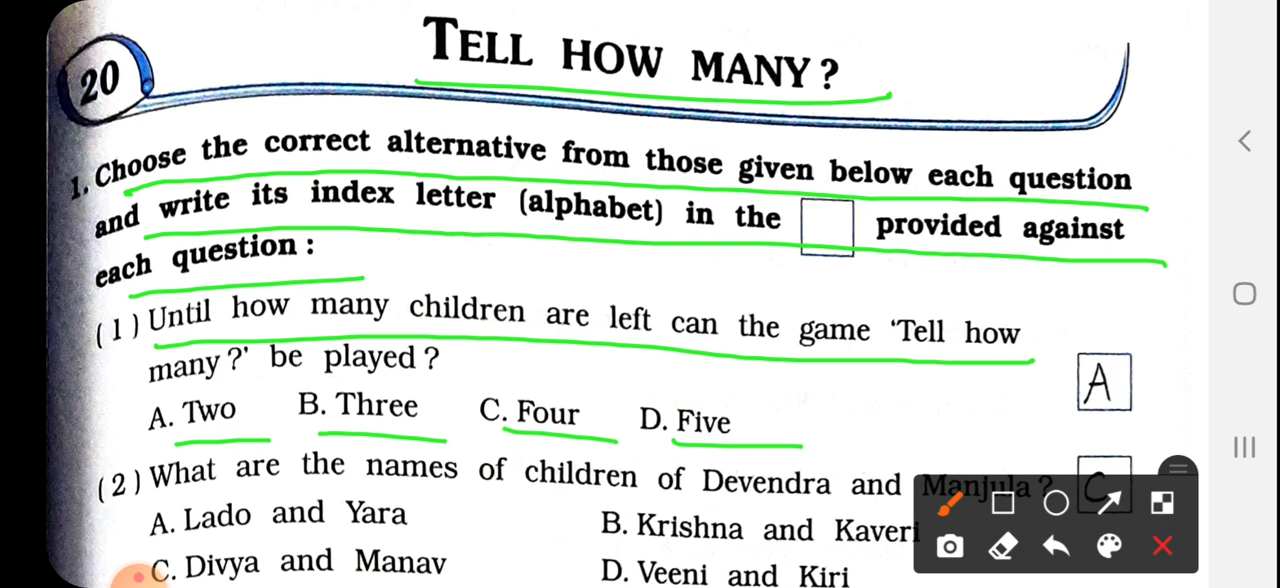 20
TELL HOW MANY?
1. Choose the correct alternative from those given below each question
and write its index letter (alphabet) in the provided against
each question :
(1) Until how many children are left can the game ‘Tell how
many?’ be played?
A
A. Two B. Three C. Four D. Five
(2) What are the names of children of Devendra and Manjula?
C
A. Lado and Yara B. Krishna and Kaveri
C. Divya and Manav D. Veeni and Kiri